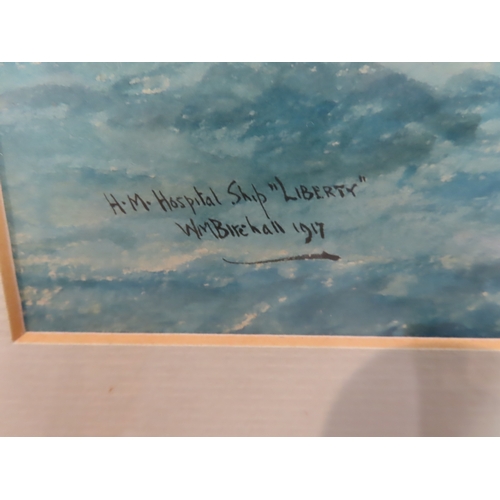 H.M. Hospital Ship "LIBERTY"
WMBirchall 1917